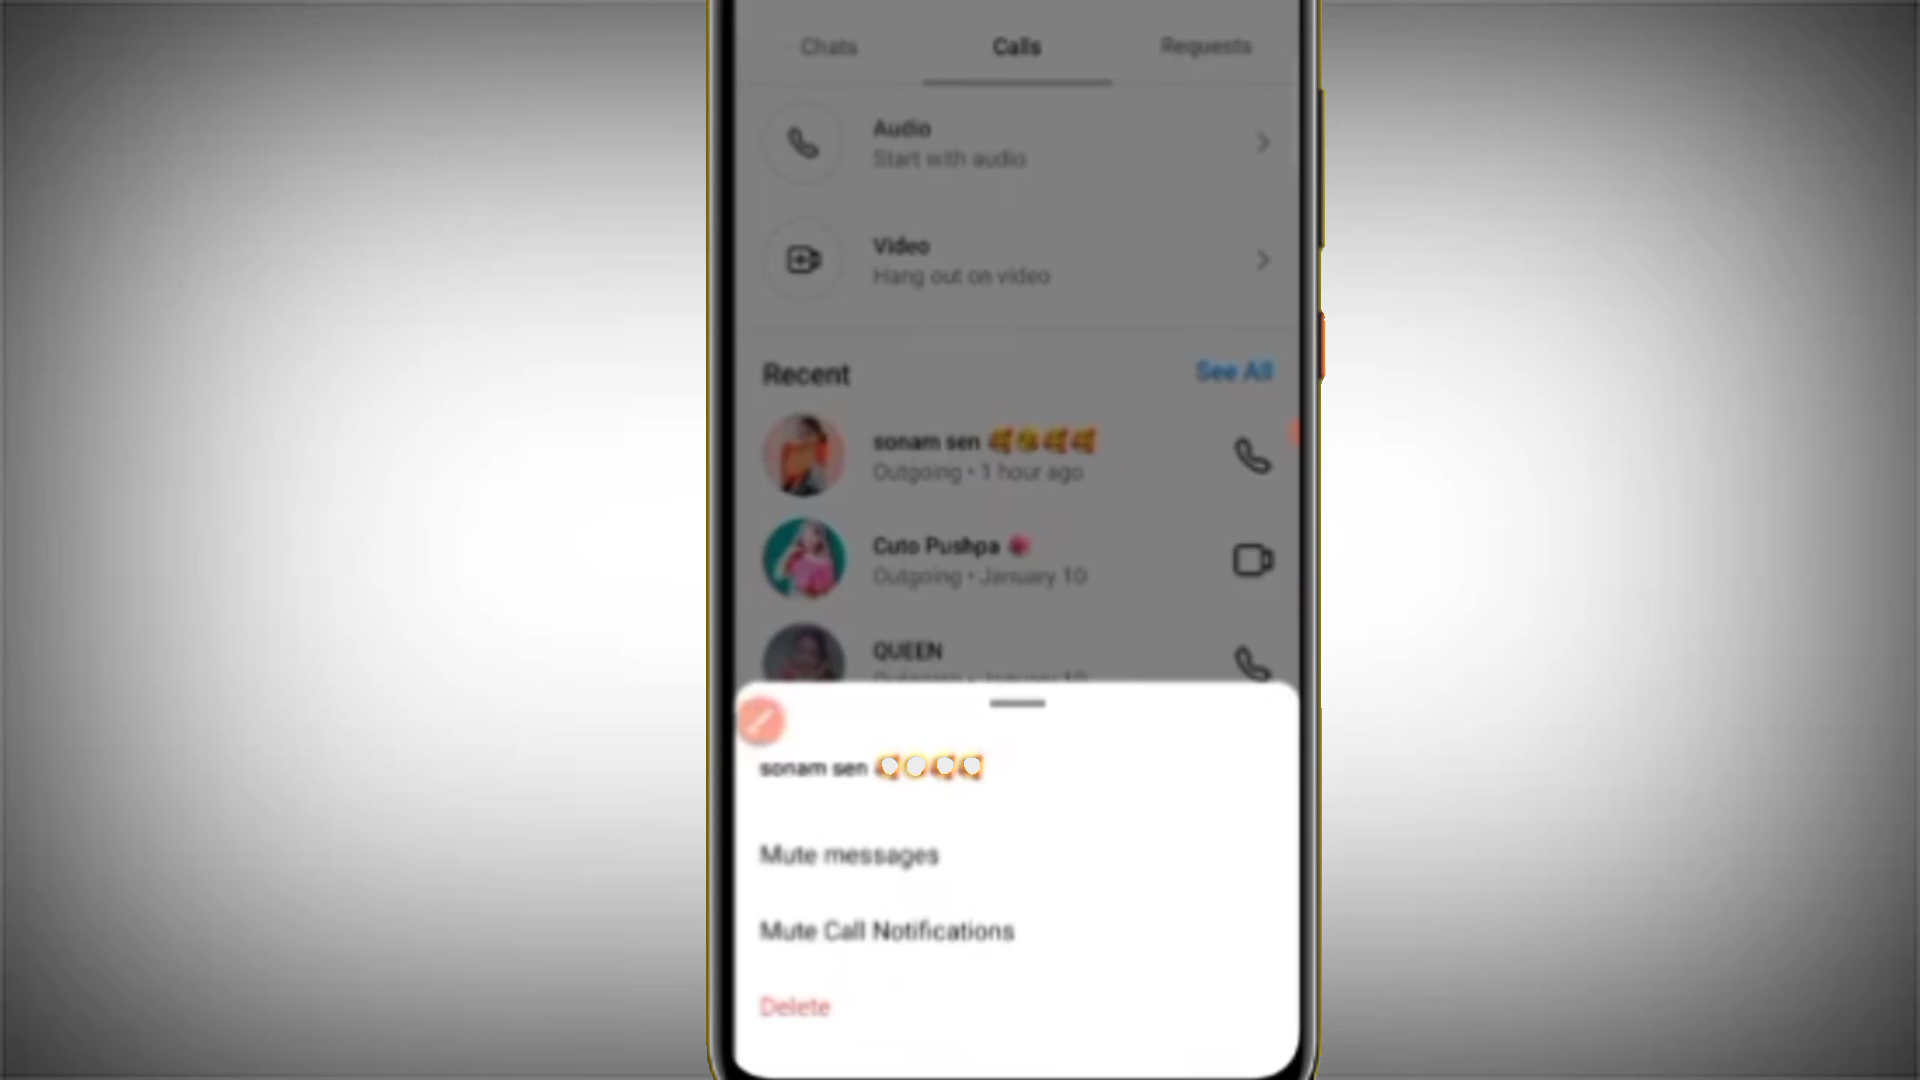 Chats Calls Requests
Audio
Start with audio
Video
Hang out on video
Recent See All
sonam sen 🥰😘🥰🥰
Outgoing • 1 hour ago
Cuto Pushpa 🌺
Outgoing • January 10
QUEEN
sonam sen
Mute messages
Mute Call Notifications
Delete